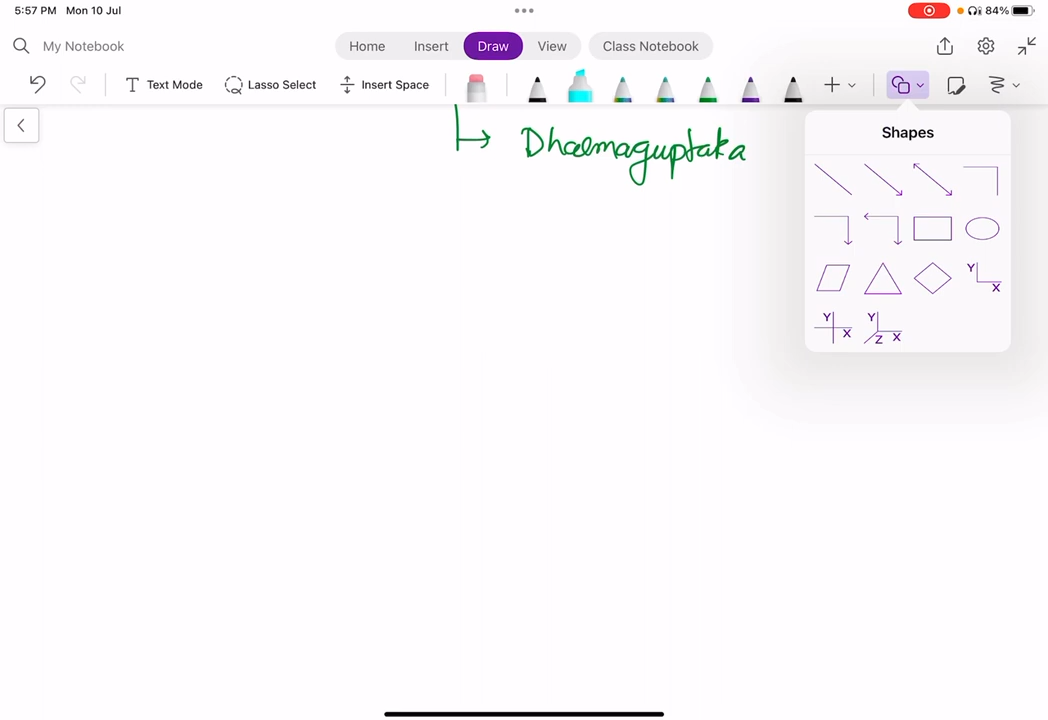 5:57 PM Mon 10 Jul 84%
My Notebook Home Insert Draw View Class Notebook
Text Mode Lasso Select Insert Space
Dharmaguptaka
Shapes
Y X
Y X Y Z X